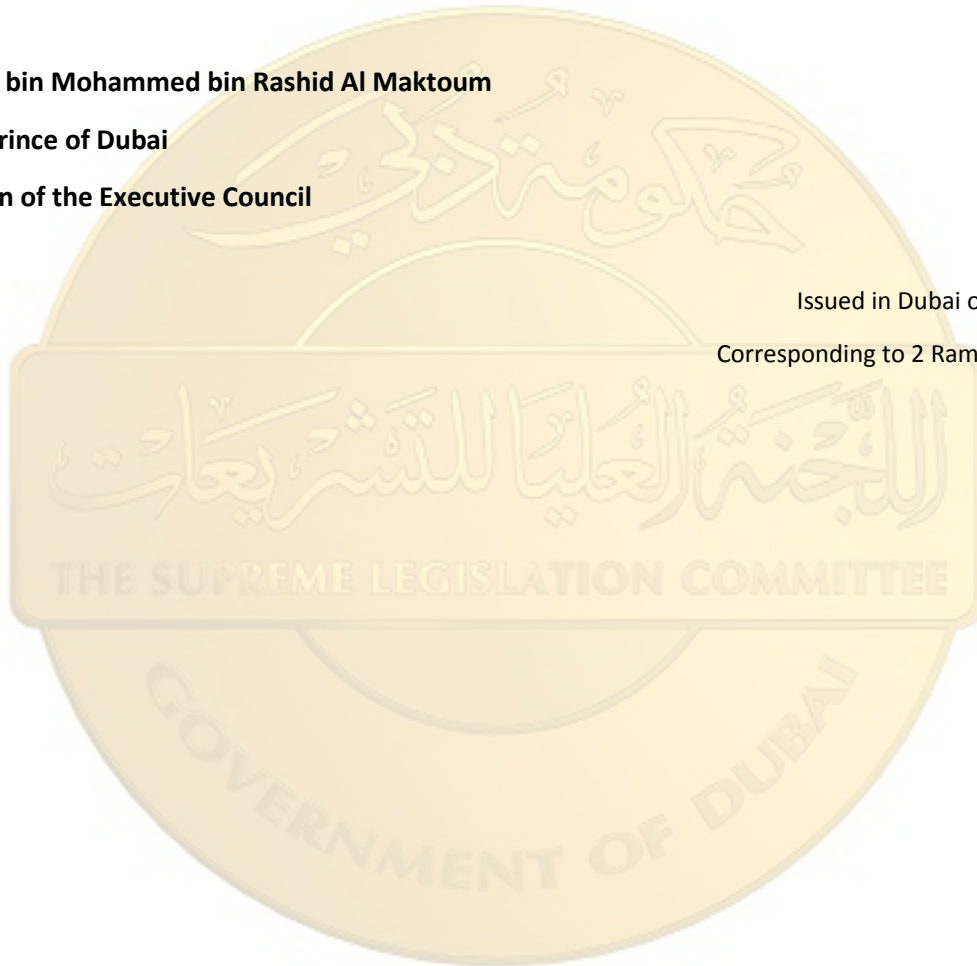 bin Mohammed bin Rashid Al Maktoum
rince of Dubai
n of the Executive Council
Issued in Dubai o
Corresponding to 2 Ram
حكومة دبي
اللجنة العليا للتشريعات
THE SUPREME LEGISLATION COMMITTEE
GOVERNMENT OF DUBAI